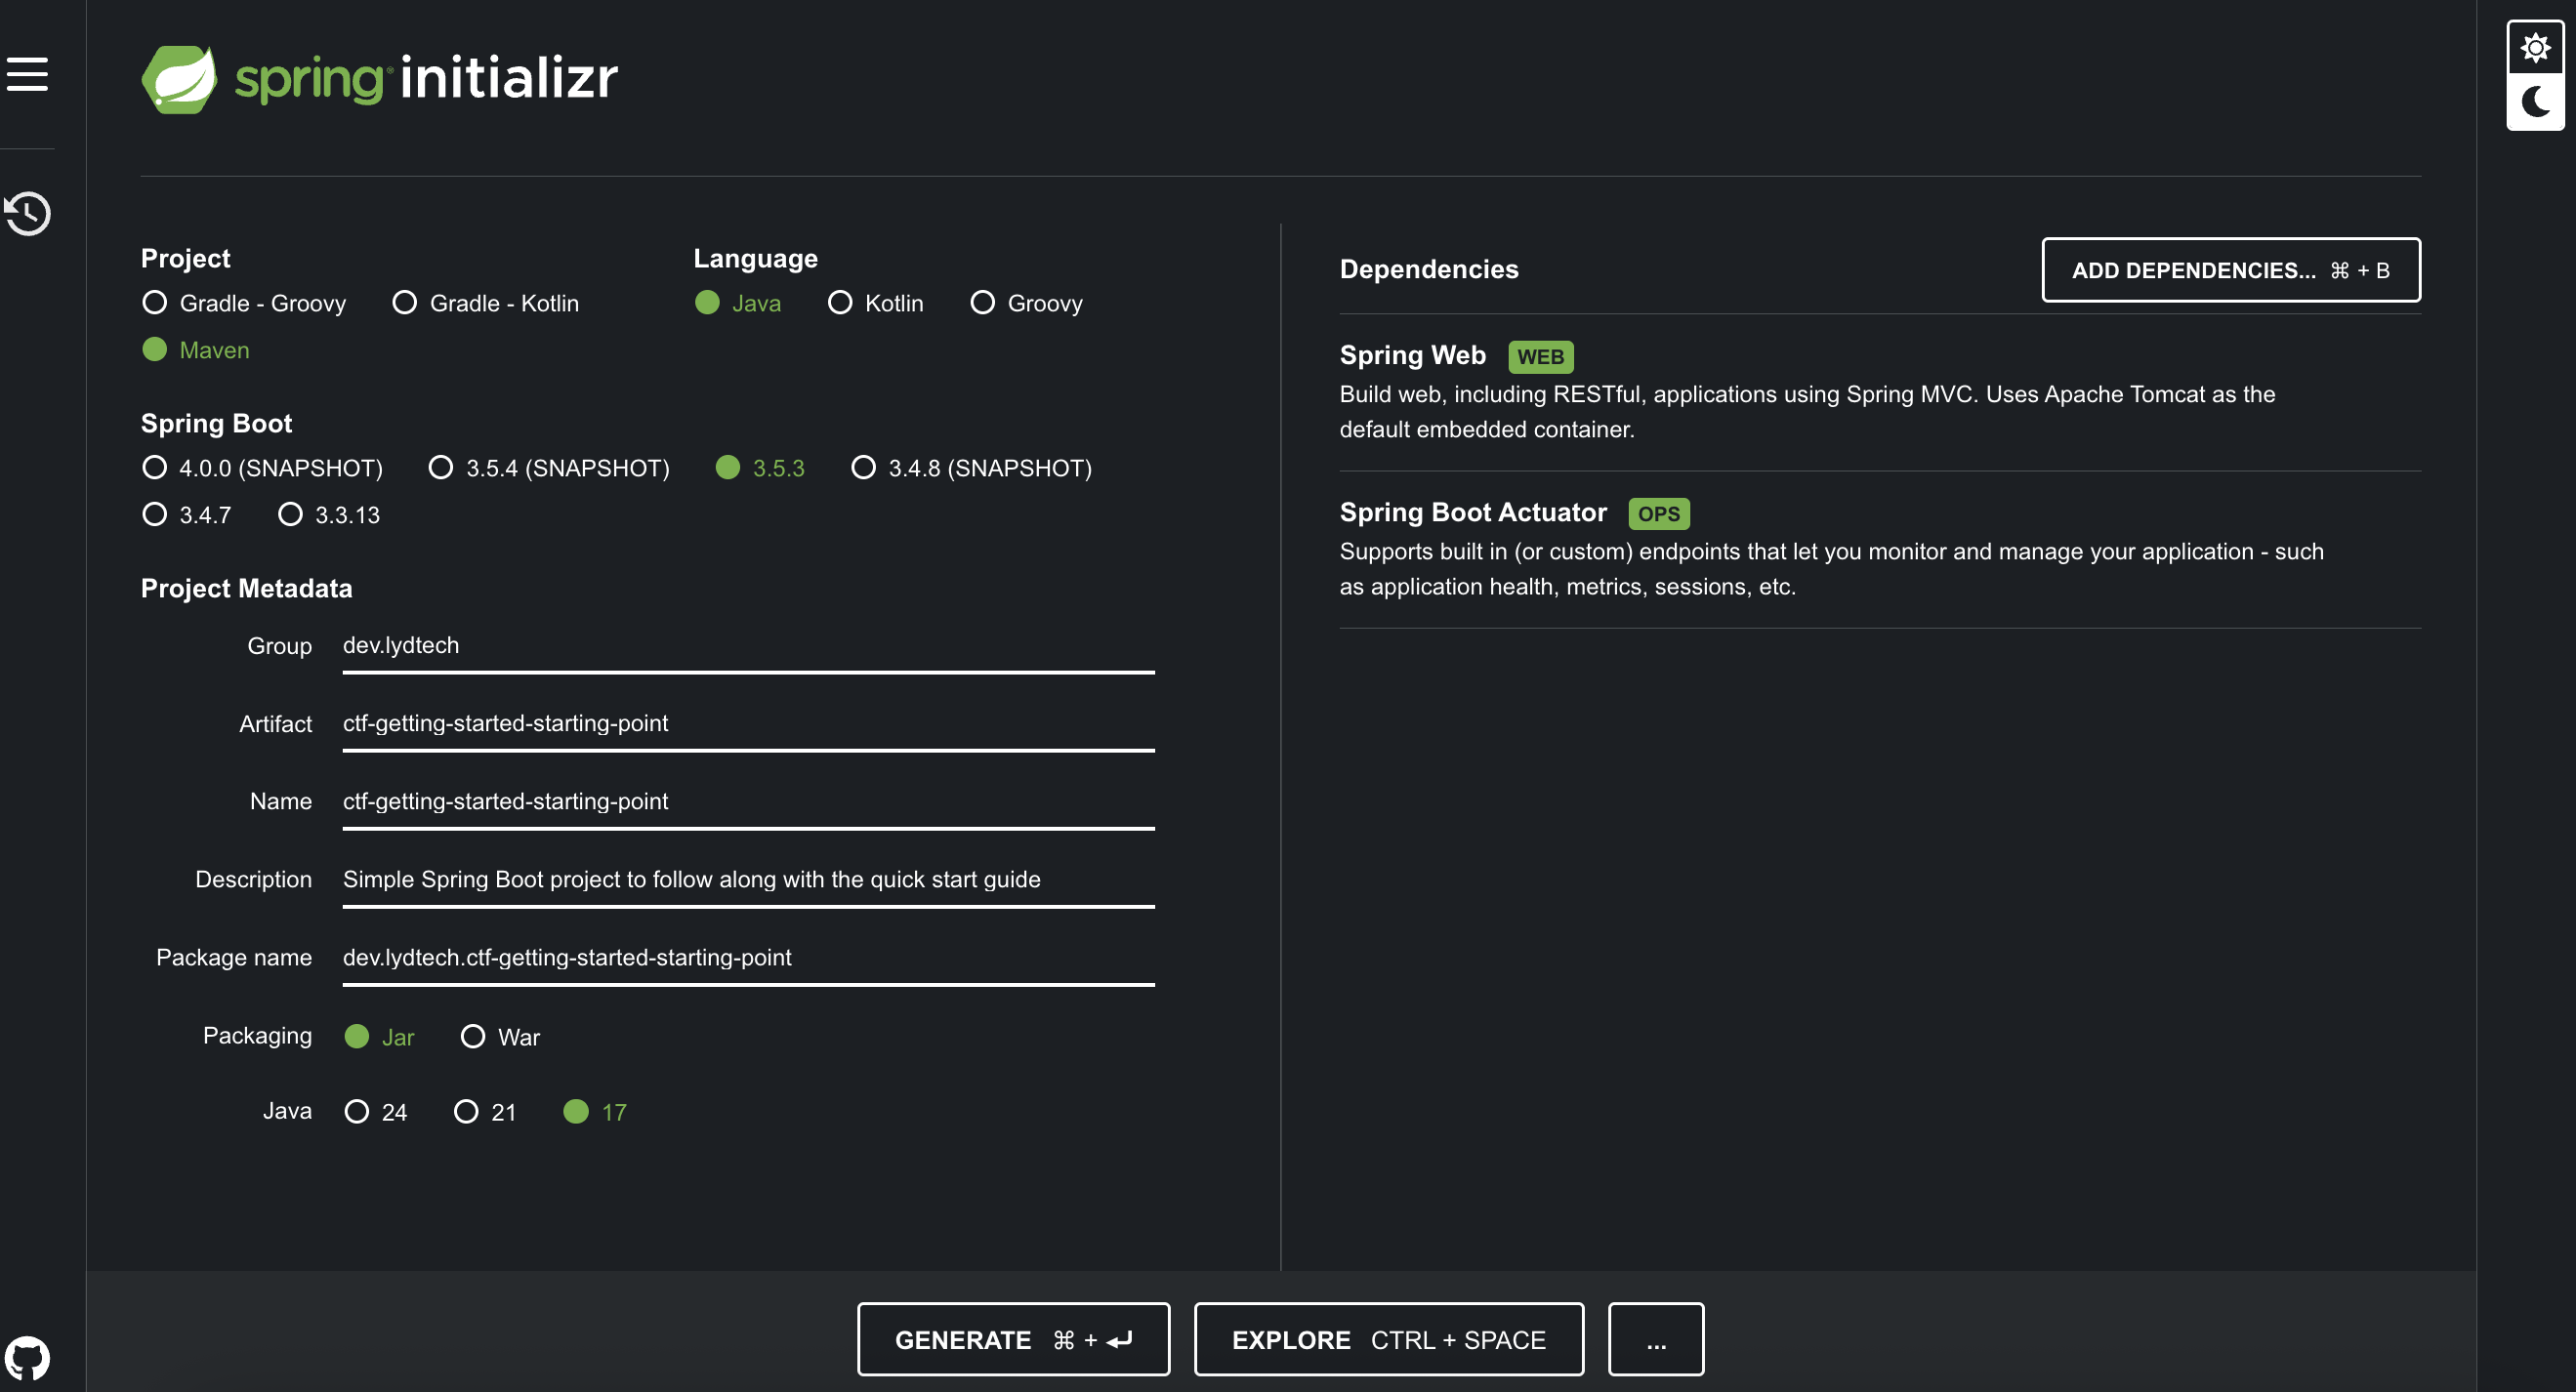 spring initializr
Project
Gradle - Groovy Gradle - Kotlin
Maven
Language
Java Kotlin Groovy
Spring Boot
4.0.0 (SNAPSHOT) 3.5.4 (SNAPSHOT) 3.5.3 3.4.8 (SNAPSHOT)
3.4.7 3.3.13
Project Metadata
Group dev.lydtech
Artifact ctf-getting-started-starting-point
Name ctf-getting-started-starting-point
Description Simple Spring Boot project to follow along with the quick start guide
Package name dev.lydtech.ctf-getting-started-starting-point
Packaging Jar War
Java 24 21 17
Dependencies
ADD DEPENDENCIES... ⌘ + B
Spring Web WEB
Build web, including RESTful, applications using Spring MVC. Uses Apache Tomcat as the
default embedded container.
Spring Boot Actuator OPS
Supports built in (or custom) endpoints that let you monitor and manage your application - such
as application health, metrics, sessions, etc.
GENERATE ⌘ + ⏎
EXPLORE CTRL + SPACE
...